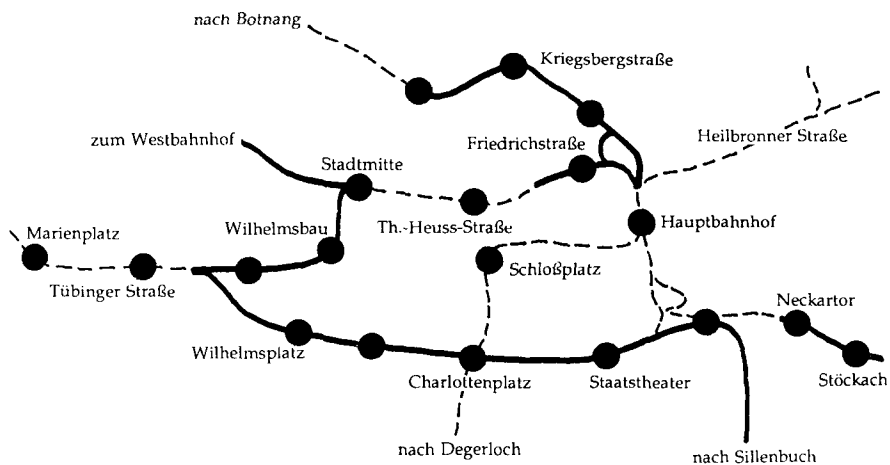 nach Botnang
Kriegsbergstraße
zum Westbahnhof
Friedrichstraße
Heilbronner Straße
Stadtmitte
Marienplatz
Wilhelmsbau
Th.-Heuss-Straße
Hauptbahnhof
Schloßplatz
Tübinger Straße
Neckartor
Wilhelmsplatz
Charlottenplatz
Staatstheater
Stöckach
nach Degerloch
nach Sillenbuch